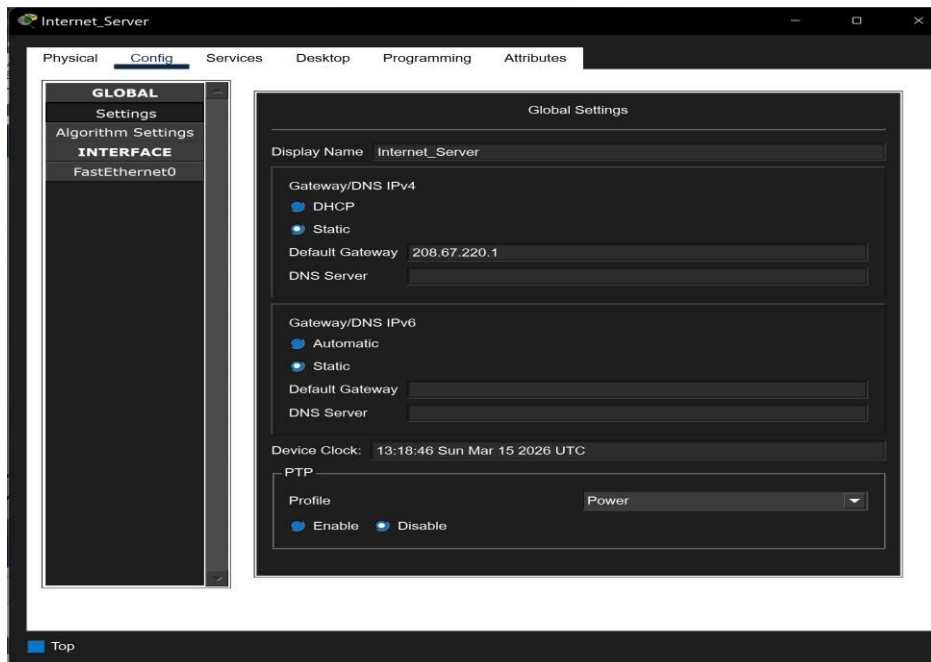 Internet_Server
Physical Config Services Desktop Programming Attributes
GLOBAL
Settings
Algorithm Settings
INTERFACE
FastEthernet0
Global Settings
Display Name Internet_Server
Gateway/DNS IPv4
DHCP
Static
Default Gateway 208.67.220.1
DNS Server
Gateway/DNS IPv6
Automatic
Static
Default Gateway
DNS Server
Device Clock: 13:18:46 Sun Mar 15 2026 UTC
PTP
Profile Power
Enable Disable
Top